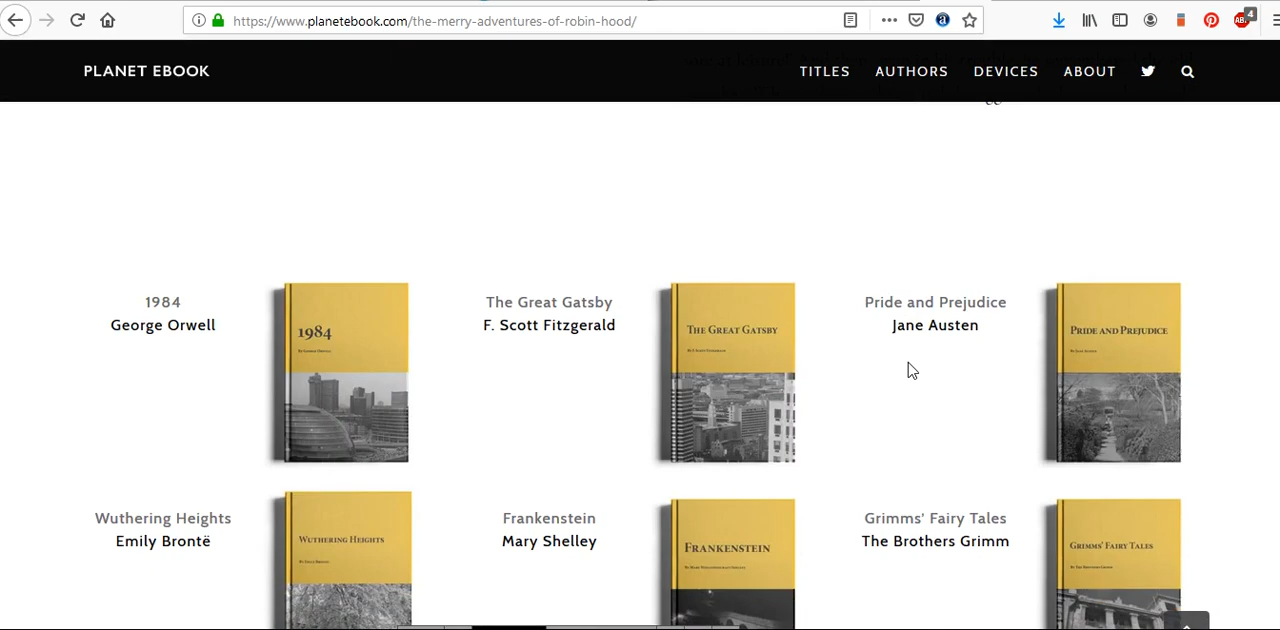 https://www.planetebook.com/the-merry-adventures-of-robin-hood/
4
PLANET EBOOK
TITLES AUTHORS DEVICES ABOUT
1984
George Orwell
1984
The Great Gatsby
F. Scott Fitzgerald
THE GREAT GATSBY
Pride and Prejudice
Jane Austen
PRIDE AND PREJUDICE
Wuthering Heights
Emily Brontë
WUTHERING HEIGHTS
Frankenstein
Mary Shelley
FRANKENSTEIN
Grimms' Fairy Tales
The Brothers Grimm
GRIMMS' FAIRY TALES